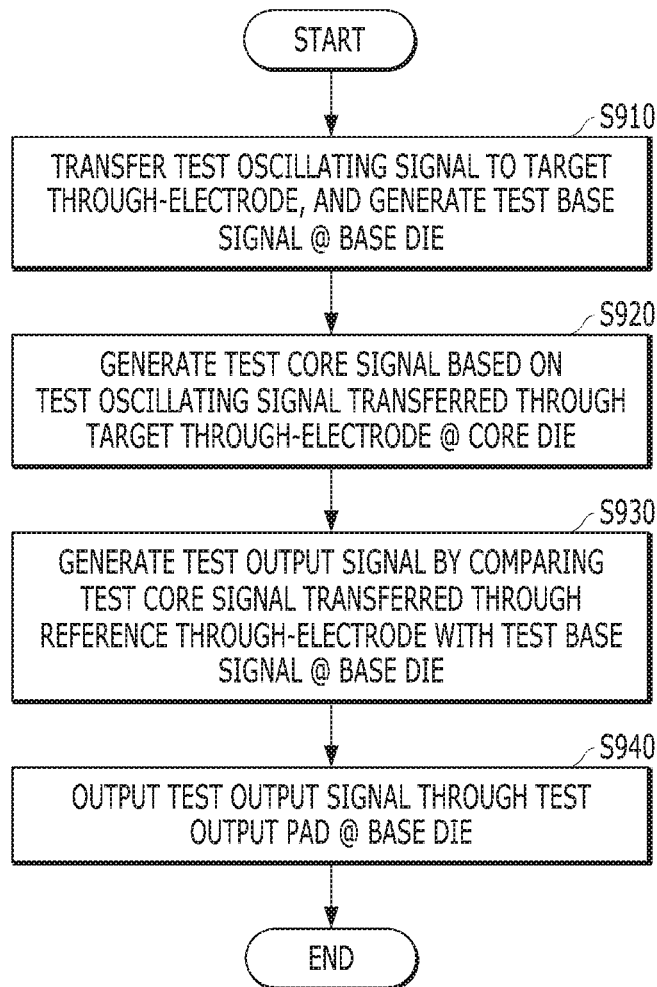 START
S910
TRANSFER TEST OSCILLATING SIGNAL TO TARGET
THROUGH-ELECTRODE, AND GENERATE TEST BASE
SIGNAL @ BASE DIE
S920
GENERATE TEST CORE SIGNAL BASED ON
TEST OSCILLATING SIGNAL TRANSFERRED THROUGH
TARGET THROUGH-ELECTRODE @ CORE DIE
S930
GENERATE TEST OUTPUT SIGNAL BY COMPARING
TEST CORE SIGNAL TRANSFERRED THROUGH
REFERENCE THROUGH-ELECTRODE WITH TEST BASE
SIGNAL @ BASE DIE
S940
OUTPUT TEST OUTPUT SIGNAL THROUGH TEST
OUTPUT PAD @ BASE DIE
END